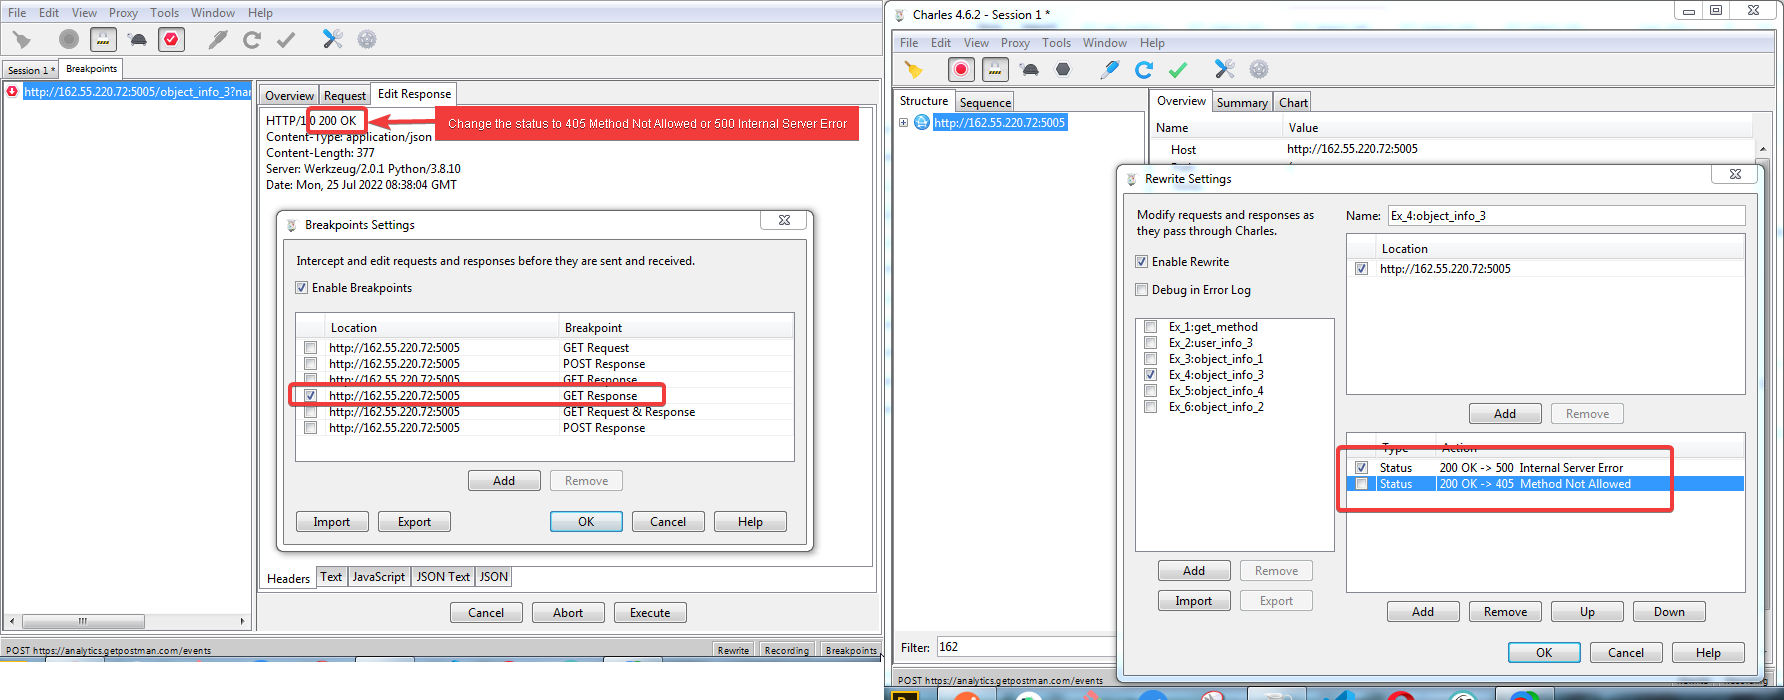 File Edit View Proxy Tools Window Help
Session 1 * Breakpoints
http://162.55.220.72:5005/object_info_3?nar
Overview Request Edit Response
HTTP/1.0 200 OK
Change the status to 405 Method Not Allowed or 500 Internal Server Error
Content-Type: application/json
Content-Length: 377
Server: Werkzeug/2.0.1 Python/3.8.10
Date: Mon, 25 Jul 2022 08:38:04 GMT
Breakpoints Settings
Intercept and edit requests and responses before they are sent and received.
Enable Breakpoints
Location Breakpoint
http://162.55.220.72:5005 GET Request
http://162.55.220.72:5005 POST Response
http://162.55.220.72:5005 GET Response
http://162.55.220.72:5005 GET Response
http://162.55.220.72:5005 GET Request & Response
http://162.55.220.72:5005 POST Response
Add Remove
Import Export OK Cancel Help
Headers Text JavaScript JSON Text JSON
Cancel Abort Execute
POST https://analytics.getpostman.com/events
Rewrite Recording Breakpoints
Charles 4.6.2 - Session 1 *
File Edit View Proxy Tools Window Help
Structure Sequence
http://162.55.220.72:5005
Overview Summary Chart
Name Value
Host http://162.55.220.72:5005
Rewrite Settings
Modify requests and responses as
they pass through Charles.
Enable Rewrite
Debug in Error Log
Ex_1:get_method
Ex_2:user_info_3
Ex_3:object_info_1
Ex_4:object_info_3
Ex_5:object_info_4
Ex_6:object_info_2
Add Remove
Import Export
Name: Ex_4:object_info_3
Location
http://162.55.220.72:5005
Add Remove
Type Action
Status 200 OK -> 500 Internal Server Error
Status 200 OK -> 405 Method Not Allowed
Add Remove Up Down
OK Cancel Help
Filter: 162
POST https://analytics.getpostman.com/events